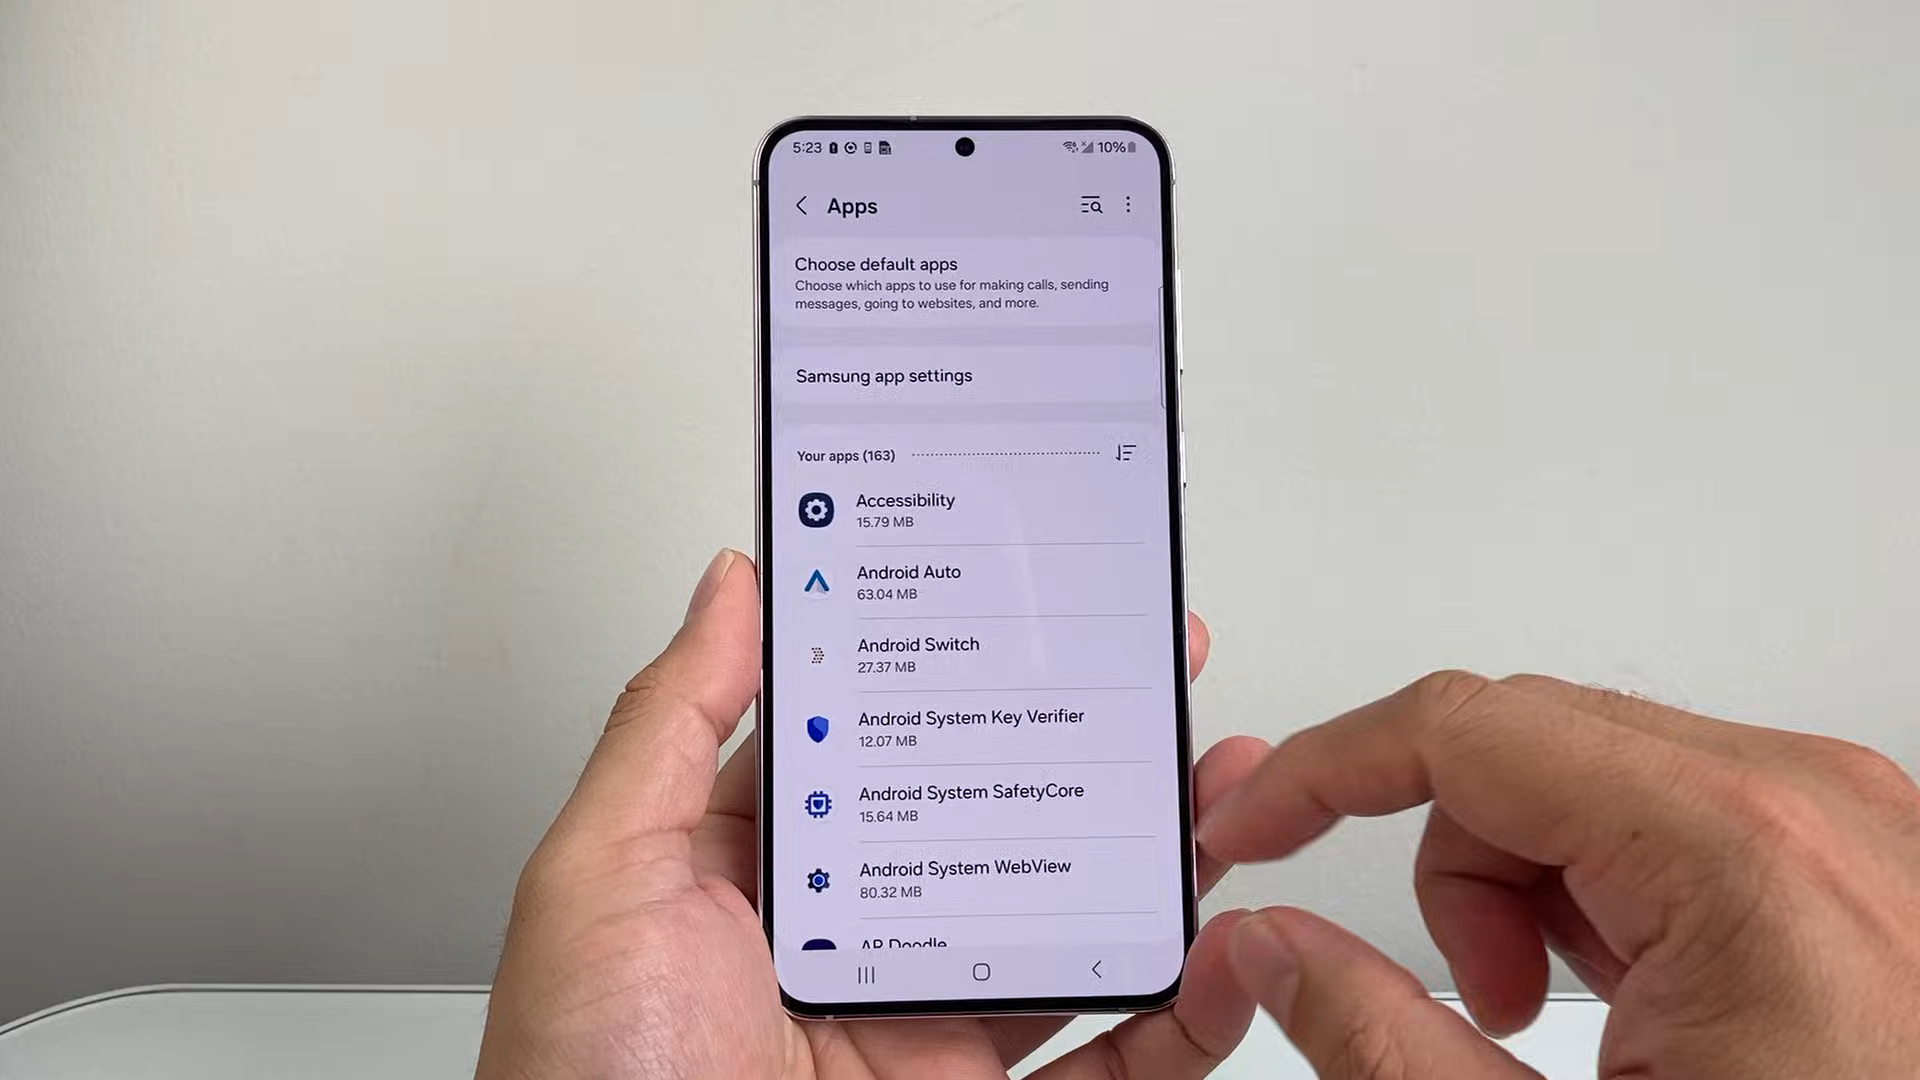 5:23 10%
Apps
Choose default apps
Choose which apps to use for making calls, sending
messages, going to websites, and more.
Samsung app settings
Your apps (163)
Accessibility
15.79 MB
Android Auto
63.04 MB
Android Switch
27.37 MB
Android System Key Verifier
12.07 MB
Android System SafetyCore
15.64 MB
Android System WebView
80.32 MB
AR Doodle